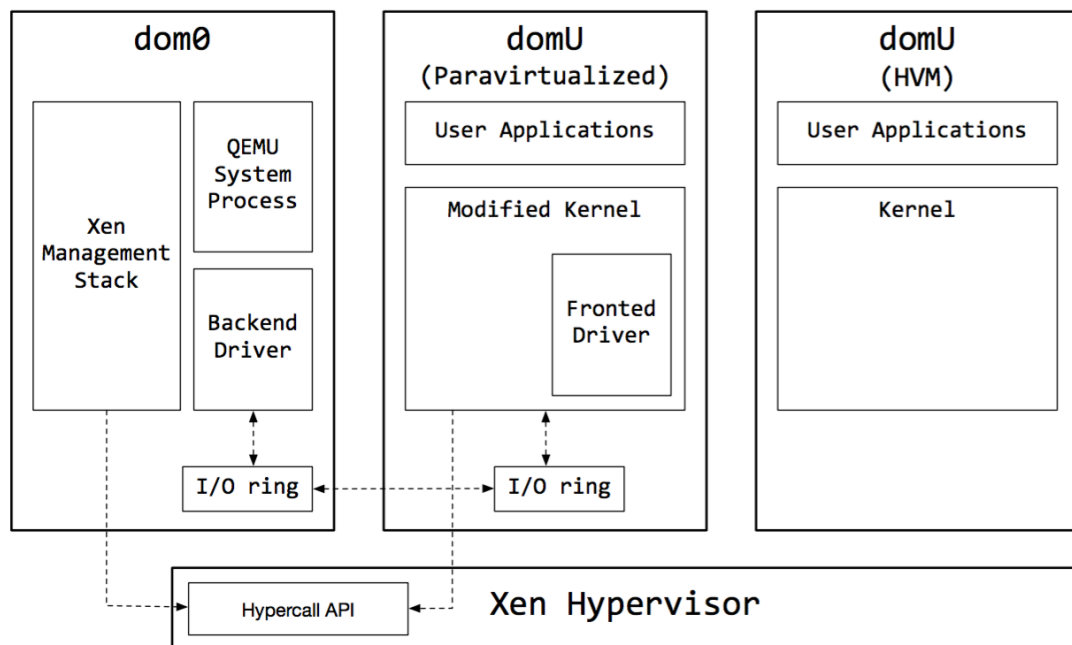 dom0
Xen
Management
Stack
QEMU
System
Process
Backend
Driver
I/O ring
domU
(Paravirtualized)
User Applications
Modified Kernel
Fronted
Driver
I/O ring
domU
(HVM)
User Applications
Kernel
Hypercall API
Xen Hypervisor